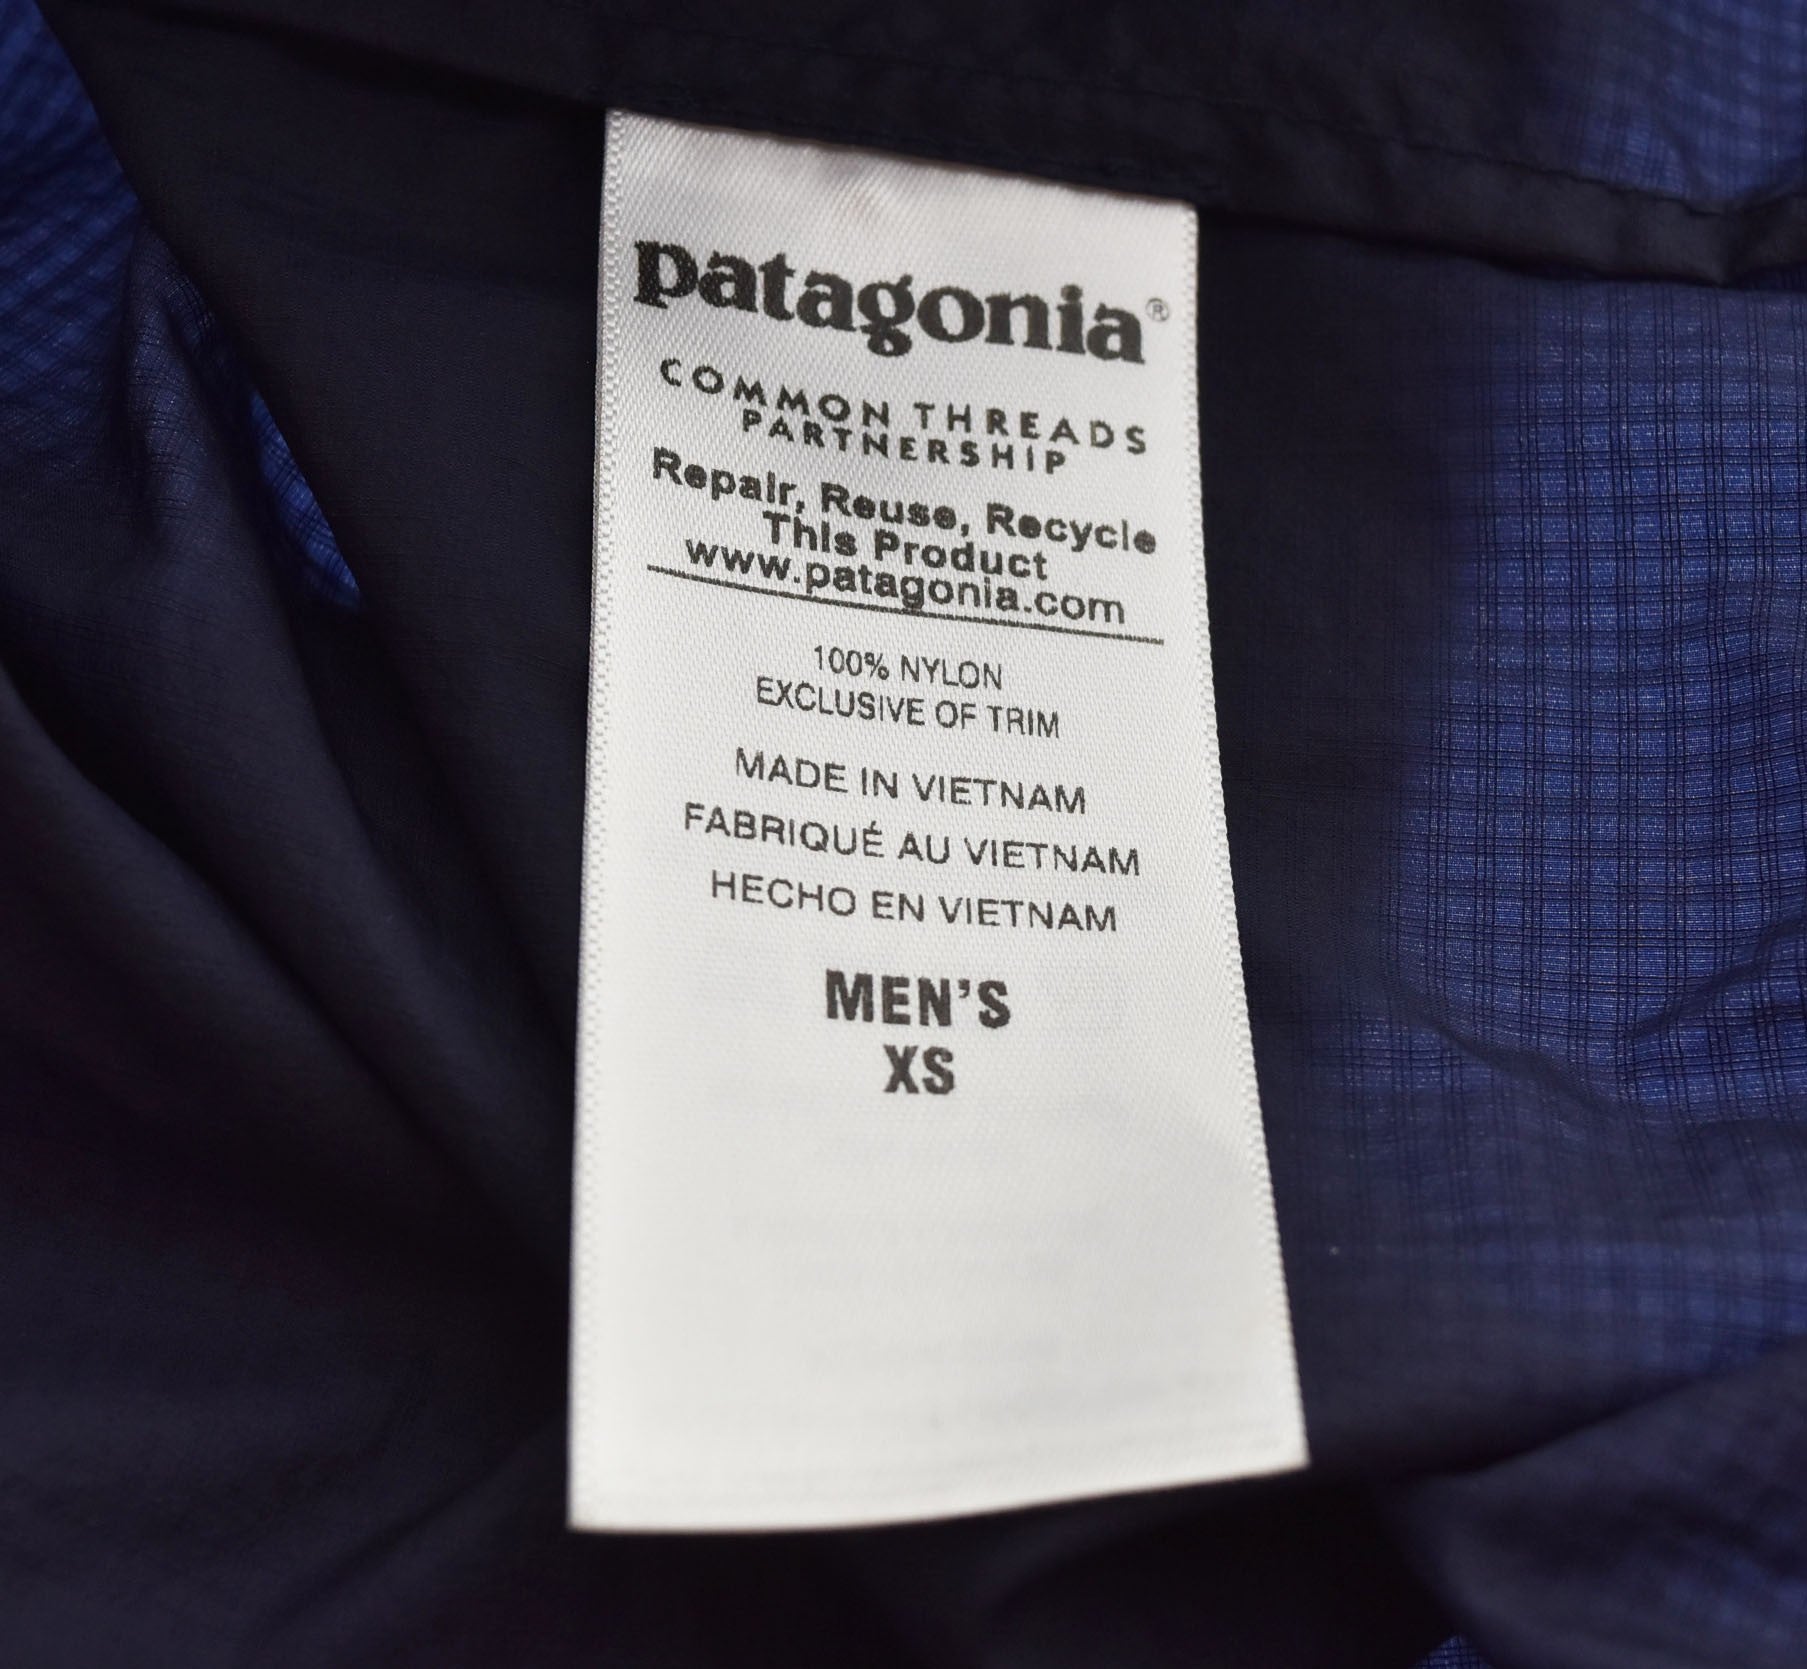 patagonia®
COMMON THREADS
PARTNERSHIP
Repair, Reuse, Recycle
This Product
www.patagonia.com
100% NYLON
EXCLUSIVE OF TRIM
MADE IN VIETNAM
FABRIQUÉ AU VIETNAM
HECHO EN VIETNAM
MEN'S
XS